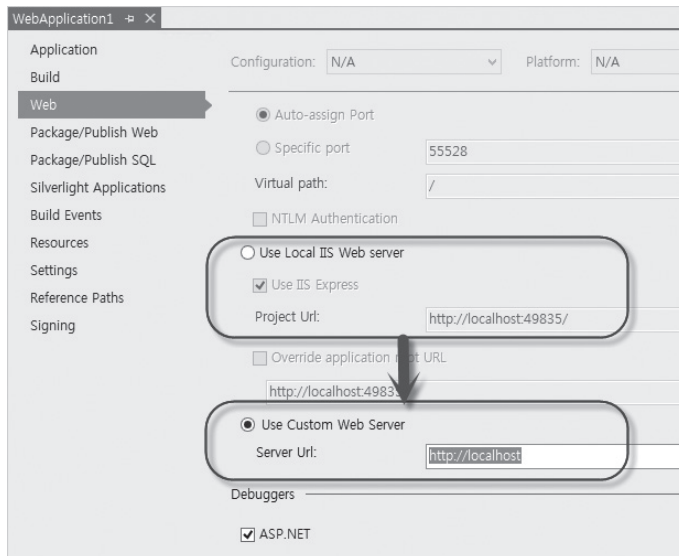 WebApplication1
Application
Build
Web
Package/Publish Web
Package/Publish SQL
Silverlight Applications
Build Events
Resources
Settings
Reference Paths
Signing
Configuration: N/A Platform: N/A
Auto-assign Port
Specific port 55528
Virtual path: /
NTLM Authentication
Use Local IIS Web server
Use IIS Express
Project Url: http://localhost:49835/
Override application URL
http://localhost:4983
Use Custom Web Server
Server Url: http://localhost
Debuggers
ASP.NET